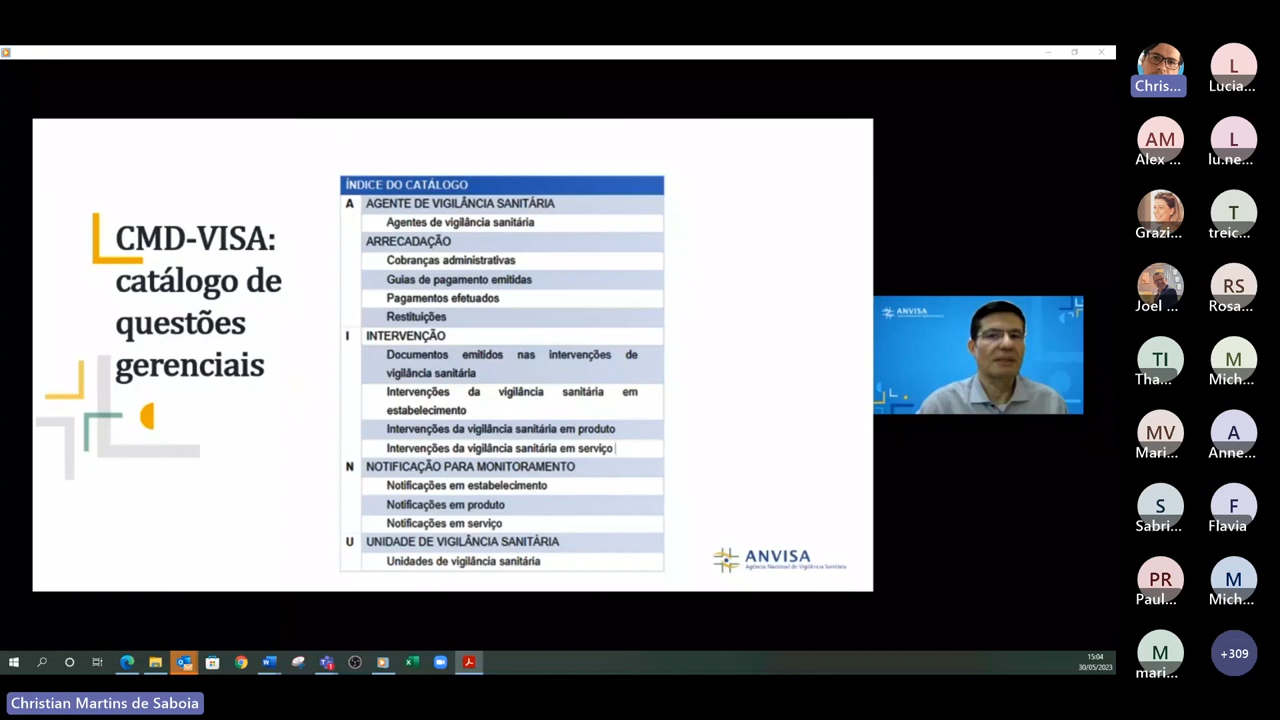 CMD-VISA:
catálogo de
questões
gerenciais
ÍNDICE DO CATÁLOGO
A AGENTE DE VIGILÂNCIA SANITÁRIA
Agentes de vigilância sanitária
ARRECADAÇÃO
Cobranças administrativas
Guias de pagamento emitidas
Pagamentos efetuados
Restituições
I INTERVENÇÃO
Documentos emitidos nas intervenções de
vigilância sanitária
Intervenções da vigilância sanitária em
estabelecimento
Intervenções da vigilância sanitária em produto
Intervenções da vigilância sanitária em serviço
N NOTIFICAÇÃO PARA MONITORAMENTO
Notificações em estabelecimento
Notificações em produto
Notificações em serviço
U UNIDADE DE VIGILÂNCIA SANITÁRIA
Unidades de vigilância sanitária
ANVISA
Agência Nacional de Vigilância Sanitária
ANVISA
Chris...
L
Lucia...
AM
Alex ...
L
lu.ne...
Grazi...
T
treic...
Joel ...
RS
Rosa...
TI
Tha...
M
Mich...
MV
Mari...
A
Anne...
S
Sabri...
F
Flavia
PR
Paul...
M
Mich...
M
mari...
+309
15:04
30/05/2023
Christian Martins de Saboia